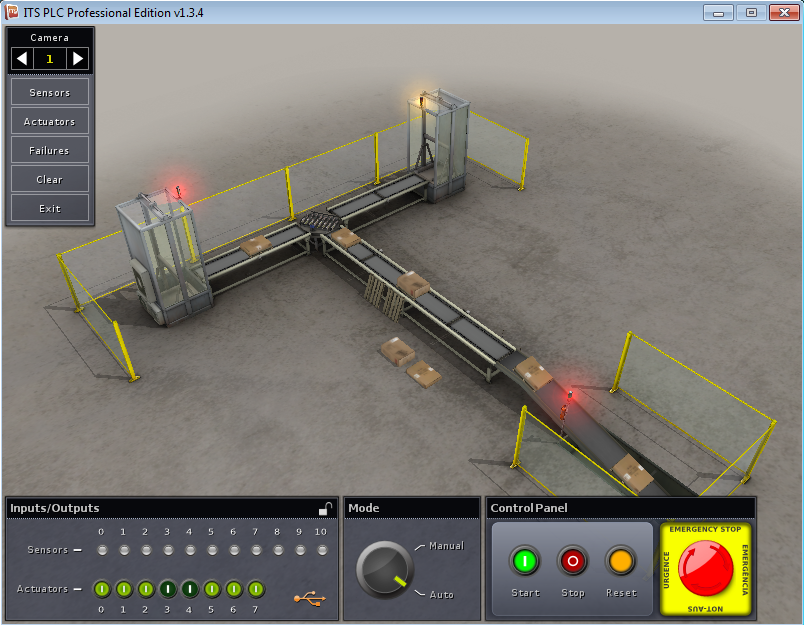 ITS PLC Professional Edition v1.3.4
Camera
1
Sensors
Actuators
Failures
Clear
Exit
Inputs/Outputs
0 1 2 3 4 5 6 7 8 9 10
Sensors
Actuators
0 1 2 3 4 5 6 7
Mode
Manual
Auto
Control Panel
Start Stop Reset
EMERGENCY STOP
URGENCE
EMERGÊNCIA
NOT-AUS